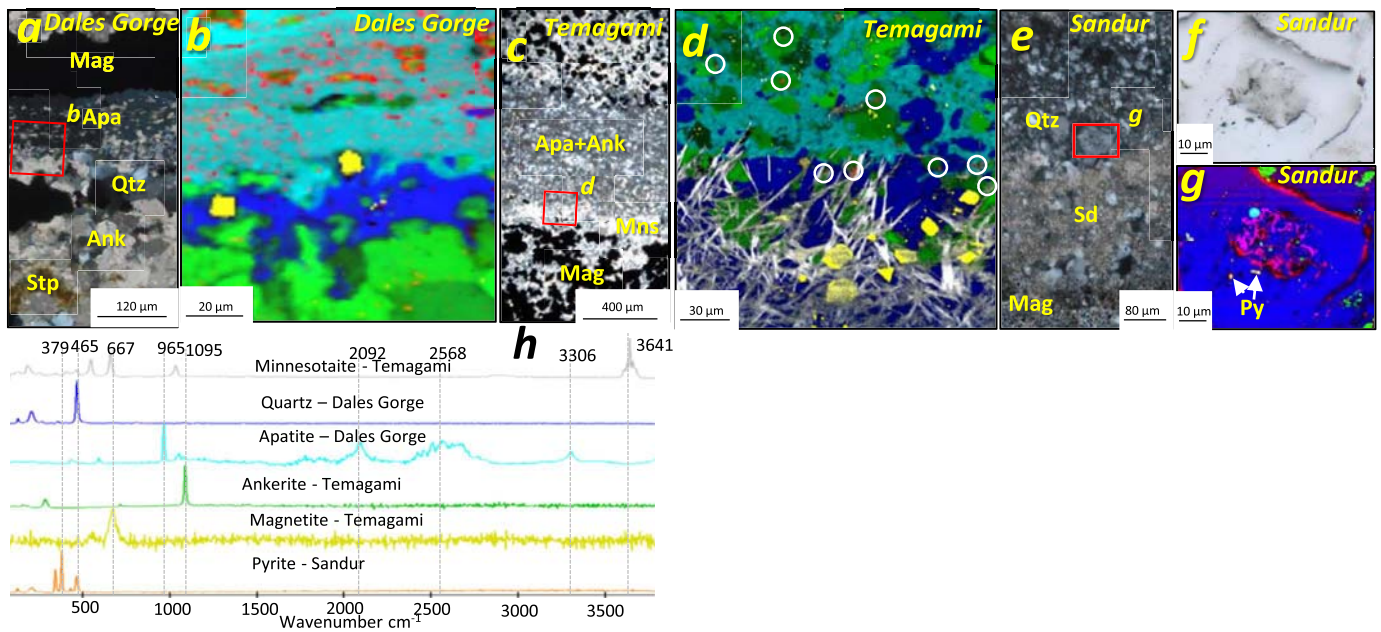 a Dales Gorge
Mag
b Apa
Qtz
Ank
Stp
120 µm
b Dales Gorge
20 µm
c Temagami
Apa+Ank
d
Mns
Mag
400 µm
d Temagami
30 µm
e Sandur
Qtz g
Sd
Mag
80 µm
f Sandur
10 µm
g Sandur
Py
10 µm
h
379 465 667 965 1095 2092 2568 3306 3641
Minnesotaite - Temagami
Quartz – Dales Gorge
Apatite – Dales Gorge
Ankerite - Temagami
Magnetite - Temagami
Pyrite - Sandur
500 1000 1500 2000 2500 3000 3500
Wavenumber cm-1